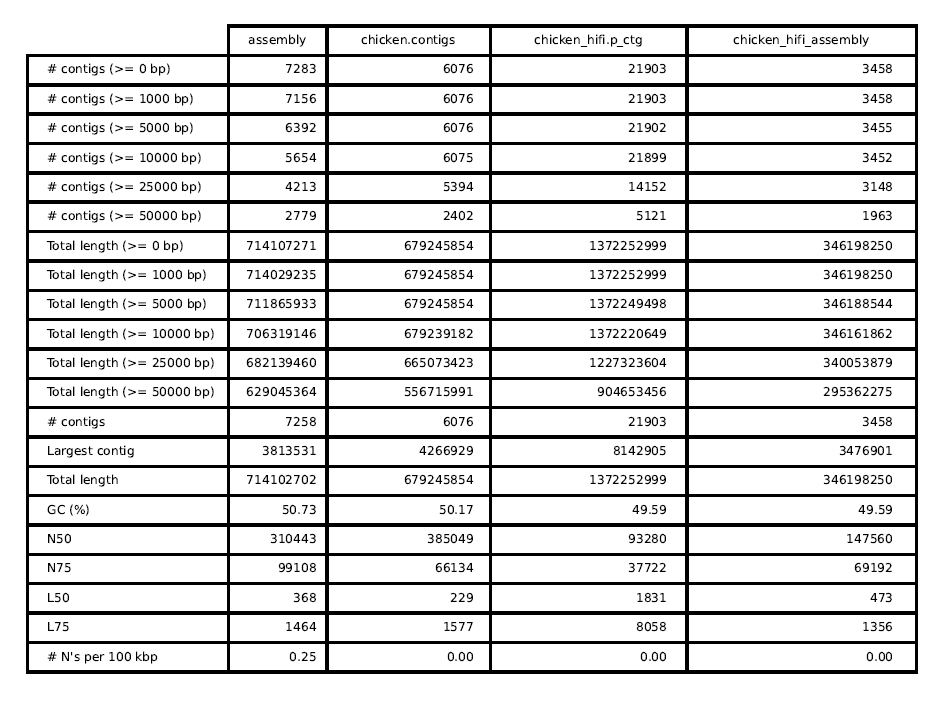 assembly chicken.contigs chicken_hifi.p_ctg chicken_hifi_assembly
# contigs (>= 0 bp) 7283 6076 21903 3458
# contigs (>= 1000 bp) 7156 6076 21903 3458
# contigs (>= 5000 bp) 6392 6076 21902 3455
# contigs (>= 10000 bp) 5654 6075 21899 3452
# contigs (>= 25000 bp) 4213 5394 14152 3148
# contigs (>= 50000 bp) 2779 2402 5121 1963
Total length (>= 0 bp) 714107271 679245854 1372252999 346198250
Total length (>= 1000 bp) 714029235 679245854 1372252999 346198250
Total length (>= 5000 bp) 711865933 679245854 1372249498 346188544
Total length (>= 10000 bp) 706319146 679239182 1372220649 346161862
Total length (>= 25000 bp) 682139460 665073423 1227323604 340053879
Total length (>= 50000 bp) 629045364 556715991 904653456 295362275
# contigs 7258 6076 21903 3458
Largest contig 3813531 4266929 8142905 3476901
Total length 714102702 679245854 1372252999 346198250
GC (%) 50.73 50.17 49.59 49.59
N50 310443 385049 93280 147560
N75 99108 66134 37722 69192
L50 368 229 1831 473
L75 1464 1577 8058 1356
# N's per 100 kbp 0.25 0.00 0.00 0.00